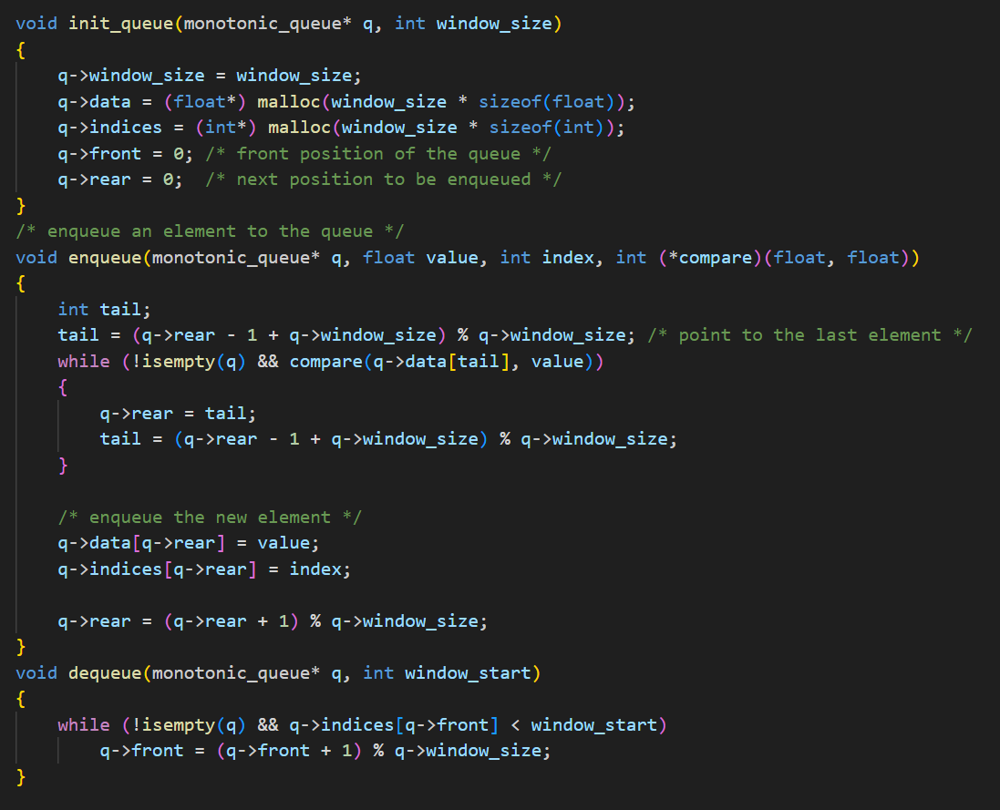 void init_queue(monotonic_queue* q, int window_size)
{
    q->window_size = window_size;
    q->data = (float*) malloc(window_size * sizeof(float));
    q->indices = (int*) malloc(window_size * sizeof(int));
    q->front = 0; /* front position of the queue */
    q->rear = 0;  /* next position to be enqueued */
}
/* enqueue an element to the queue */
void enqueue(monotonic_queue* q, float value, int index, int (*compare)(float, float))
{
    int tail;
    tail = (q->rear - 1 + q->window_size) % q->window_size; /* point to the last element */
    while (!isempty(q) && compare(q->data[tail], value))
    {
        q->rear = tail;
        tail = (q->rear - 1 + q->window_size) % q->window_size;
    }

    /* enqueue the new element */
    q->data[q->rear] = value;
    q->indices[q->rear] = index;

    q->rear = (q->rear + 1) % q->window_size;
}
void dequeue(monotonic_queue* q, int window_start)
{
    while (!isempty(q) && q->indices[q->front] < window_start)
        q->front = (q->front + 1) % q->window_size;
}